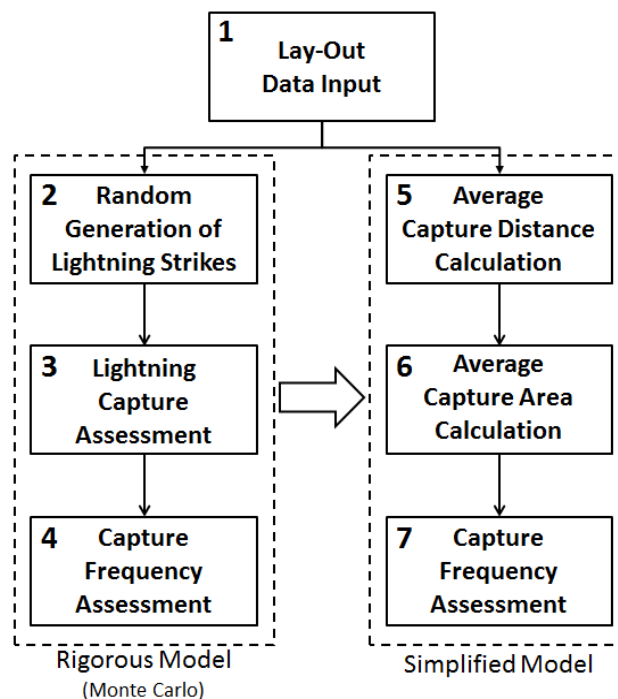 1
Lay-Out
Data Input
2
Random
Generation of
Lightning Strikes
3
Lightning
Capture
Assessment
4
Capture
Frequency
Assessment
Rigorous Model
(Monte Carlo)
5
Average
Capture Distance
Calculation
6
Average
Capture Area
Calculation
7
Capture
Frequency
Assessment
Simplified Model